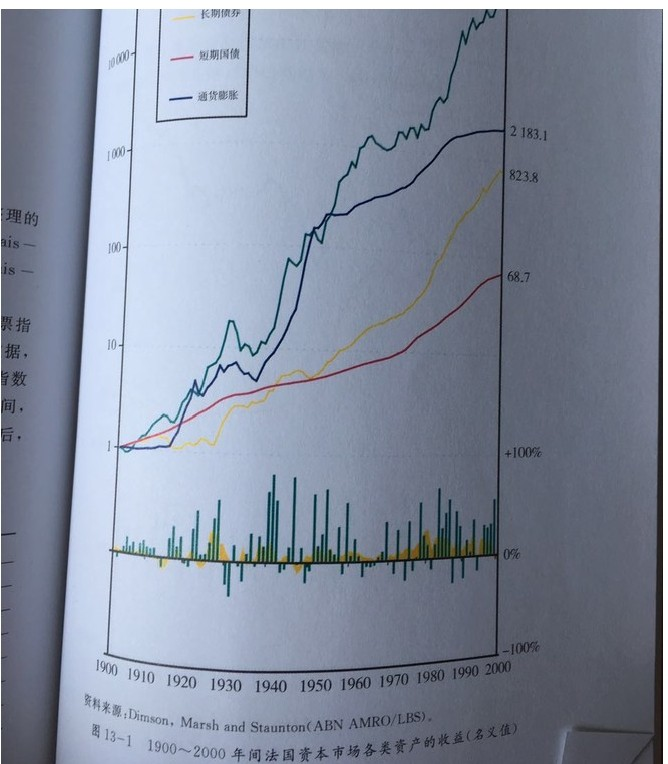 长期债券
短期国债
通货膨胀
10 000
1 000
100
10
1
2 183.1
823.8
68.7
+100%
0%
-100%
理的
ais —
is —
票指
据,
指数
间,
后,
1900 1910 1920 1930 1940 1950 1960 1970 1980 1990 2000
资料来源:Dimson, Marsh and Staunton(ABN AMRO/LBS)。
图 13-1 1900～2000 年间法国资本市场各类资产的收益(名义值)